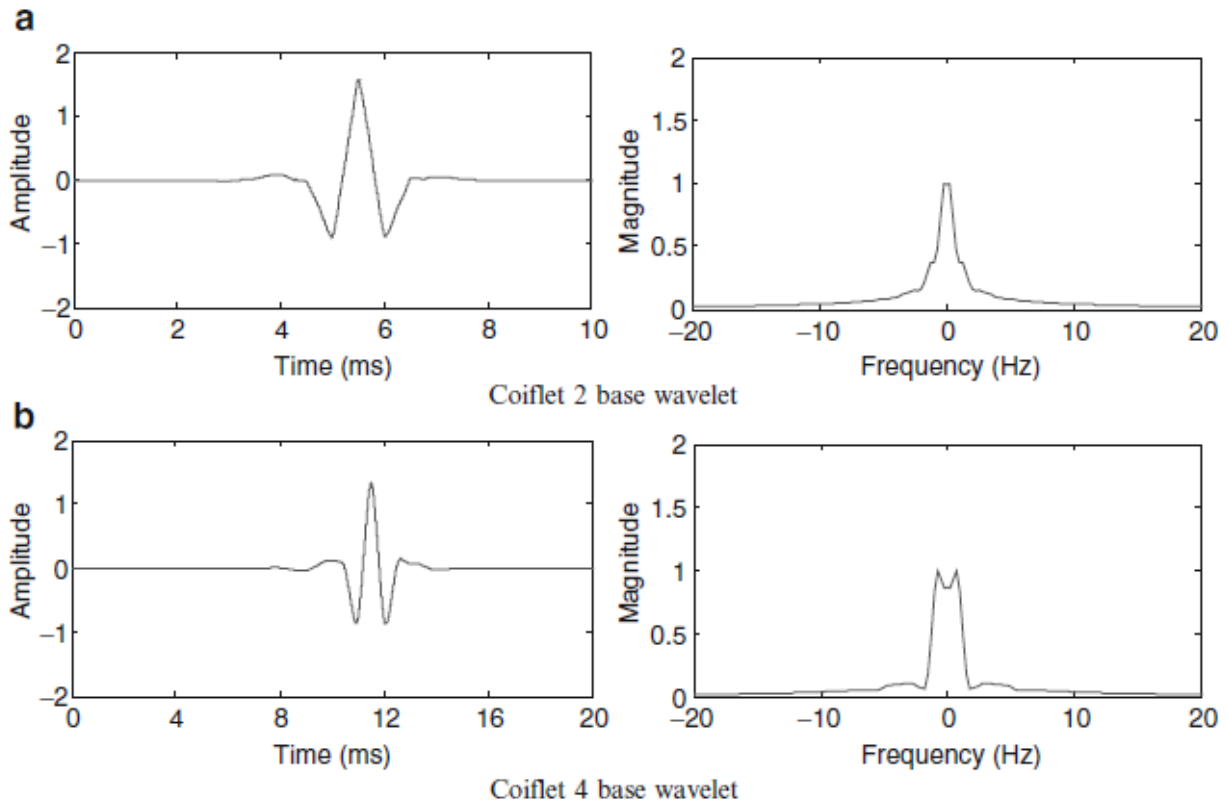 a
2
1
0
−1
−2
Amplitude
0 2 4 6 8 10
Time (ms)
2
1.5
1
0.5
0
Magnitude
−20 −10 0 10 20
Frequency (Hz)
Coiflet 2 base wavelet
b
2
1
0
−1
−2
Amplitude
0 4 8 12 16 20
Time (ms)
2
1.5
1
0.5
0
Magnitude
−20 −10 0 10 20
Frequency (Hz)
Coiflet 4 base wavelet